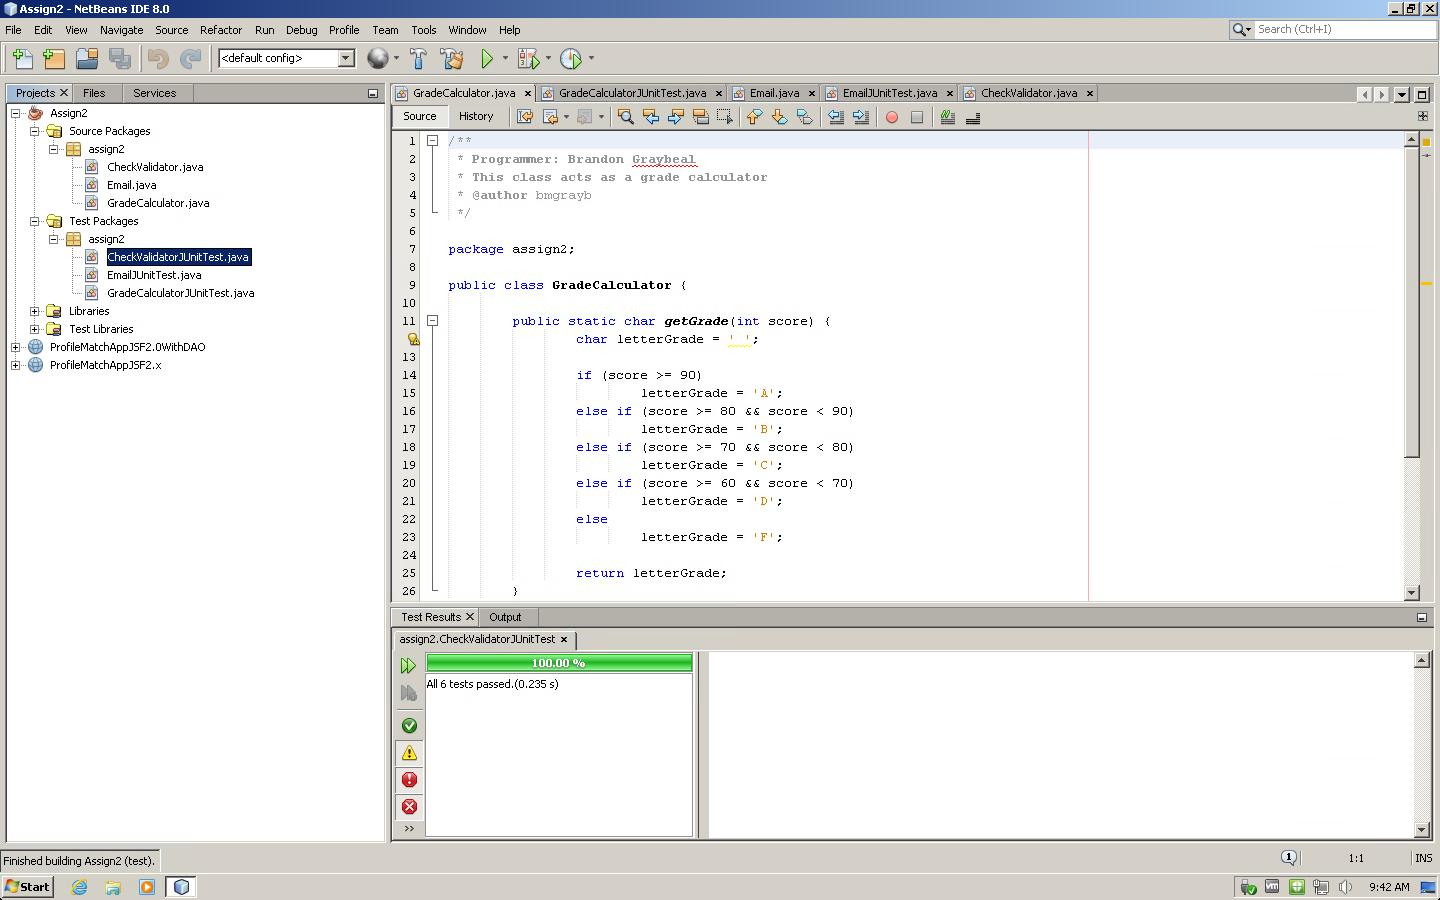 Assign2 - NetBeans IDE 8.0
File Edit View Navigate Source Refactor Run Debug Profile Team Tools Window Help
Search (Ctrl+I)
<default config>
Projects Files Services
Assign2
Source Packages
assign2
CheckValidator.java
Email.java
GradeCalculator.java
Test Packages
assign2
CheckValidatorJUnitTest.java
EmailJUnitTest.java
GradeCalculatorJUnitTest.java
Libraries
Test Libraries
ProfileMatchAppJSF2.0WithDAO
ProfileMatchAppJSF2.x
GradeCalculator.java GradeCalculatorJUnitTest.java Email.java EmailJUnitTest.java CheckValidator.java
Source History
1 /**
2 * Programmer: Brandon Graybeal
3 * This class acts as a grade calculator
4 * @author bmgrayb
5 */
6
7 package assign2;
8
9 public class GradeCalculator {
10
11 public static char getGrade(int score) {
char letterGrade = ' ';
13
14 if (score >= 90)
15 letterGrade = 'A';
16 else if (score >= 80 && score < 90)
17 letterGrade = 'B';
18 else if (score >= 70 && score < 80)
19 letterGrade = 'C';
20 else if (score >= 60 && score < 70)
21 letterGrade = 'D';
22 else
23 letterGrade = 'F';
24
25 return letterGrade;
26 }
Test Results Output
assign2.CheckValidatorJUnitTest
100.00 %
All 6 tests passed.(0.235 s)
Finished building Assign2 (test).
1
1:1
INS
Start
vm
9:42 AM